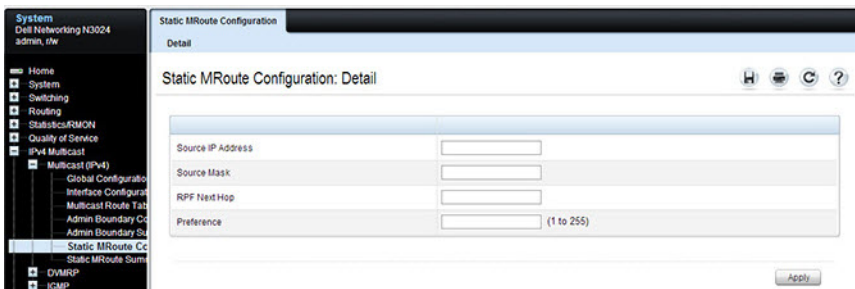 System
Dell Networking N3024
admin, r/w
Home
System
Switching
Routing
Statistics/RMON
Quality of Service
IPv4 Multicast
Multicast (IPv4)
Global Configuratio
Interface Configurat
Multicast Route Tab
Admin Boundary Co
Admin Boundary Su
Static MRoute Cc
Static MRoute Sum
DVMRP
IGMP
Static MRoute Configuration
Detail
Static MRoute Configuration: Detail
?
Source IP Address
Source Mask
RPF Next Hop
Preference (1 to 255)
Apply